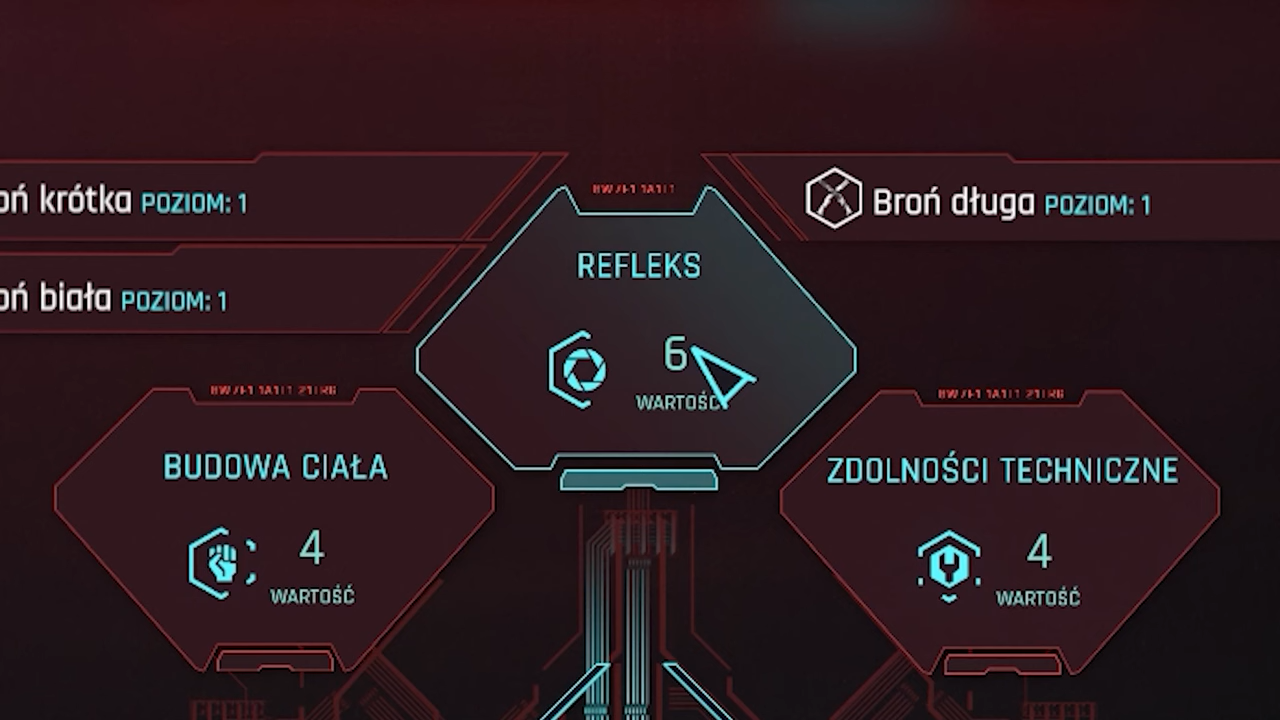 oń krótka POZIOM: 1
Broń długa POZIOM: 1
REFLEKS
oń biała POZIOM: 1
6
WARTOŚĆ
BUDOWA CIAŁA
4
WARTOŚĆ
ZDOLNOŚCI TECHNICZNE
4
WARTOŚĆ